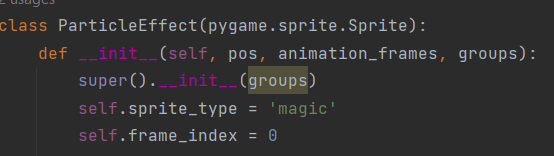 2 usages
class ParticleEffect(pygame.sprite.Sprite):
def __init__(self, pos, animation_frames, groups):
super().__init__(groups)
self.sprite_type = 'magic'
self.frame_index = 0